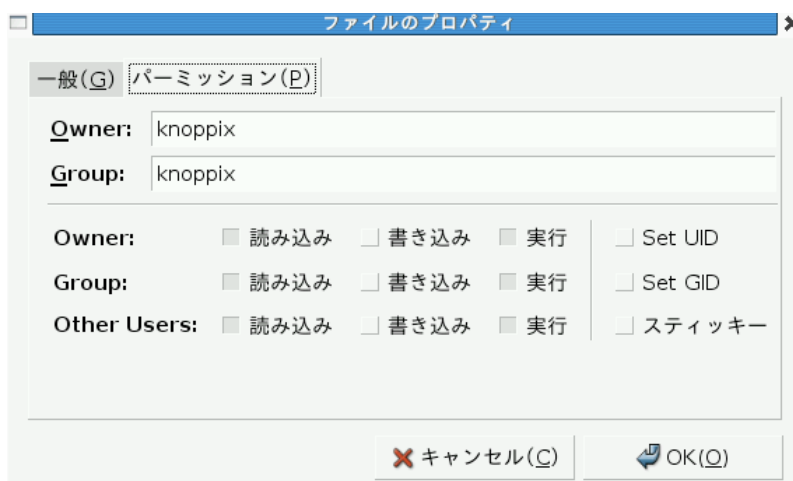 ファイルのプロパティ
一般(G) パーミッション(P)
Owner: knoppix
Group: knoppix
Owner: 読み込み 書き込み 実行 Set UID
Group: 読み込み 書き込み 実行 Set GID
Other Users: 読み込み 書き込み 実行 スティッキー
キャンセル(C) OK(O)